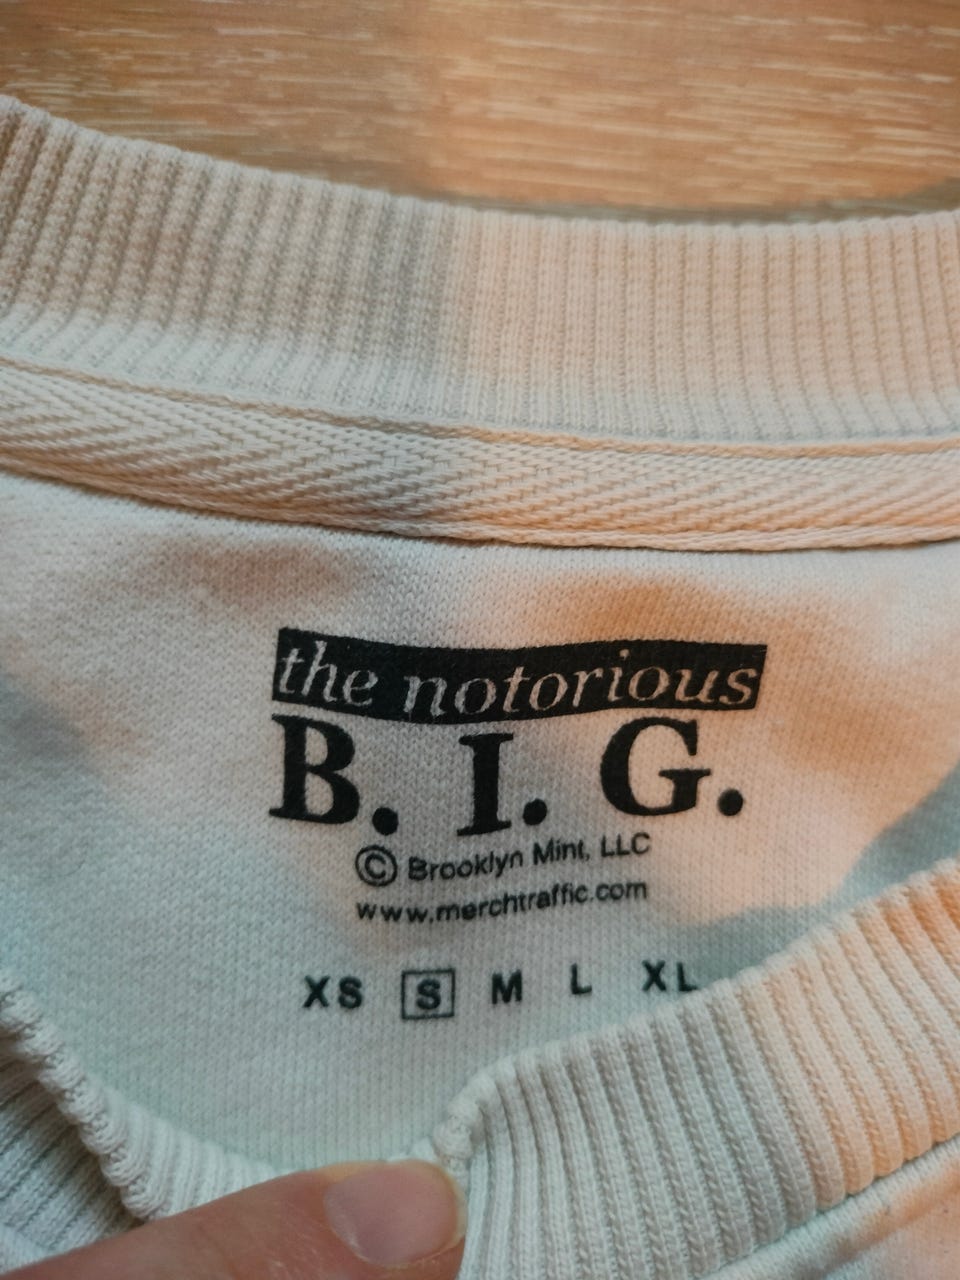 the notorious
B. I. G.
© Brooklyn Mint, LLC
www.merchtraffic.com
XS S M L XL